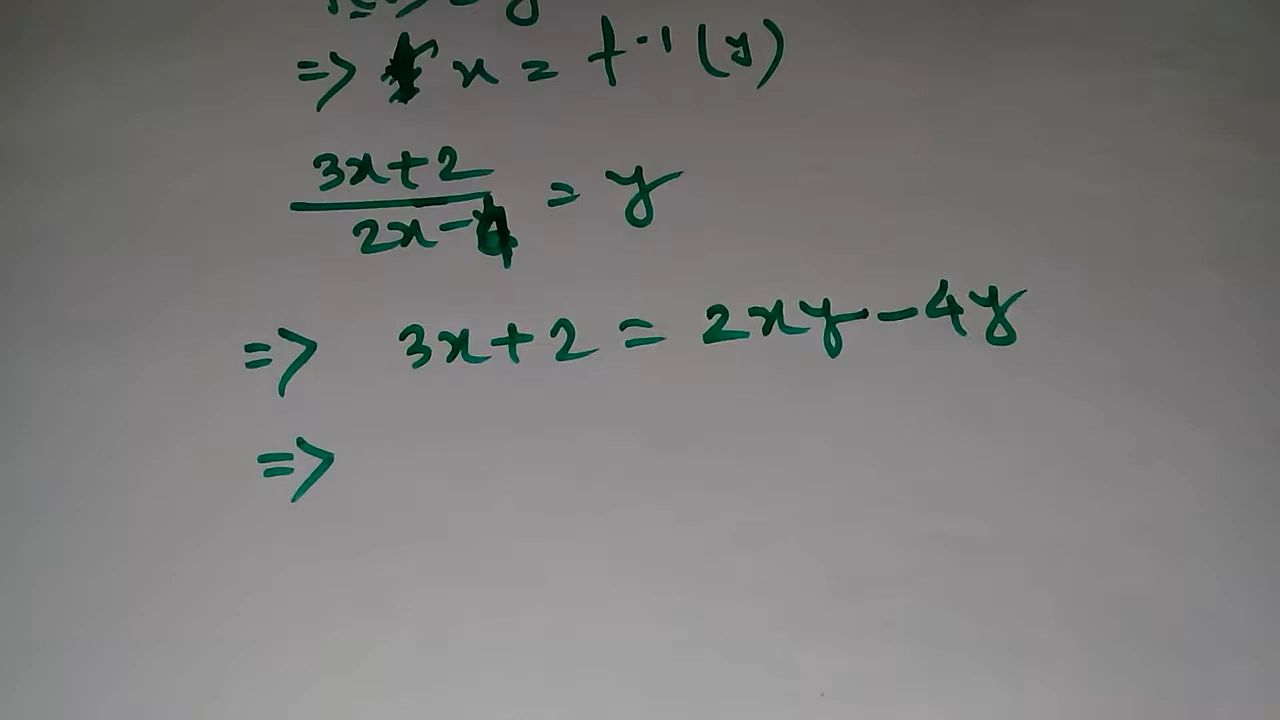 => x = f-1 (y)
3x+2
= y
2x-4
=> 3x+2 = 2xy-4y
=>